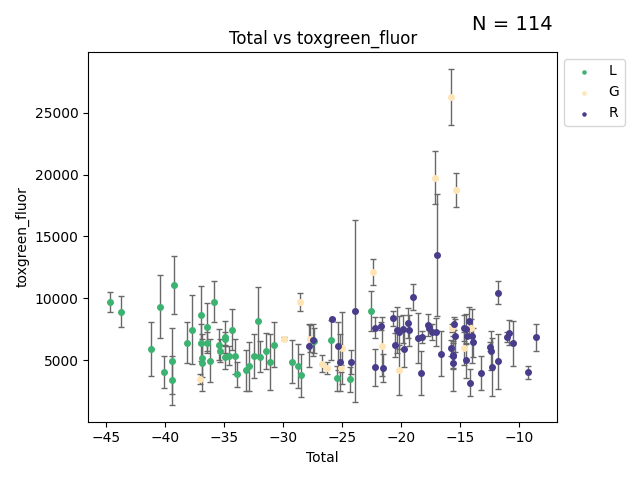 N = 114
Total vs toxgreen_fluor
L
G
R
25000
20000
15000
10000
5000
toxgreen_fluor
−45 −40 −35 −30 −25 −20 −15 −10
Total